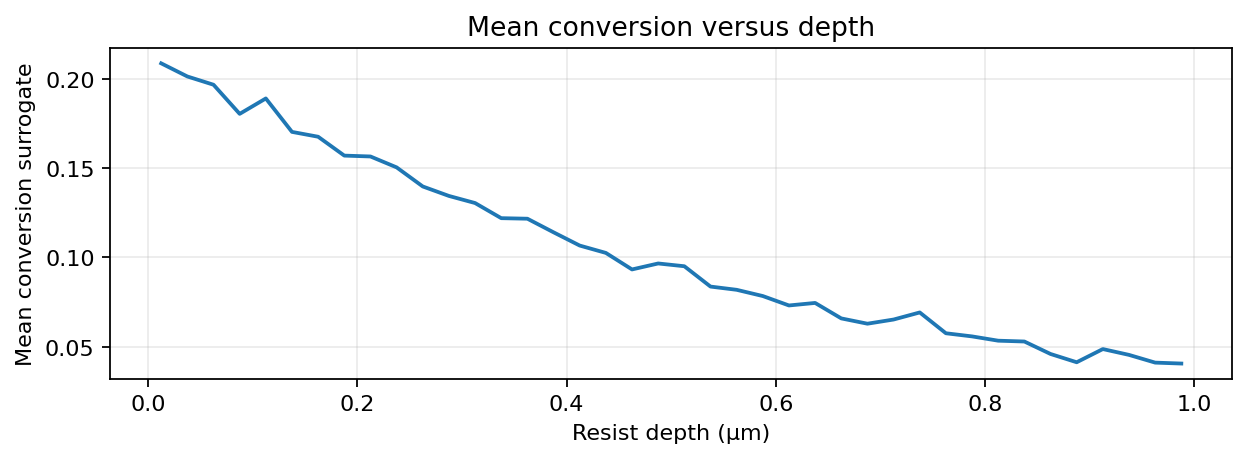 Mean conversion versus depth
Mean conversion surrogate
0.20
0.15
0.10
0.05
0.0 0.2 0.4 0.6 0.8 1.0
Resist depth (μm)